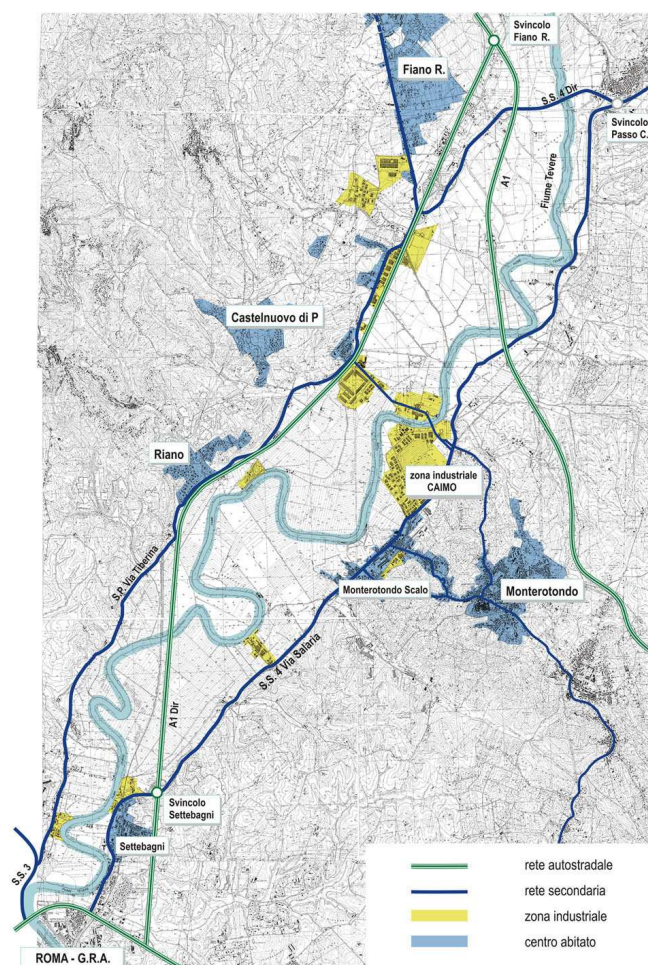 Svincolo
Fiano R.
Fiano R.
S.S. 4 Dir
Svincolo
Passo C.
A1
Fiume Tevere
Castelnuovo di P
Riano
zona industriale
CAIMO
S.P. Via Tiberina
Monterotondo Scalo
Monterotondo
S.S. 4 Via Salaria
A1 Dir
Svincolo
Settebagni
Settebagni
S.S. 3
ROMA - G.R.A.
rete autostradale
rete secondaria
zona industriale
centro abitato